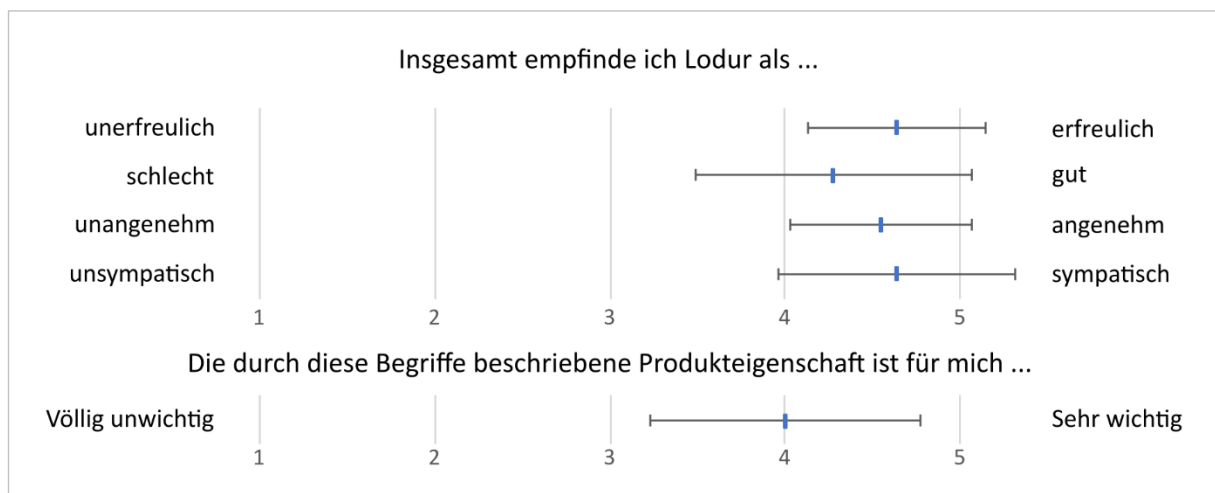 Insgesamt empfinde ich Lodur als ...
unerfreulich erfreulich
schlecht gut
unangenehm angenehm
unsympatisch sympatisch
1 2 3 4 5
Die durch diese Begriffe beschriebene Produkteigenschaft ist für mich ...
Völlig unwichtig Sehr wichtig
1 2 3 4 5